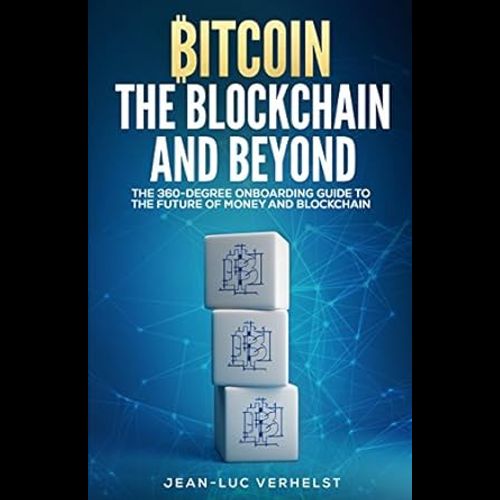 BITCOIN
THE BLOCKCHAIN
AND BEYOND
THE 360-DEGREE ONBOARDING GUIDE TO
THE FUTURE OF MONEY AND BLOCKCHAIN
JEAN-LUC VERHELST